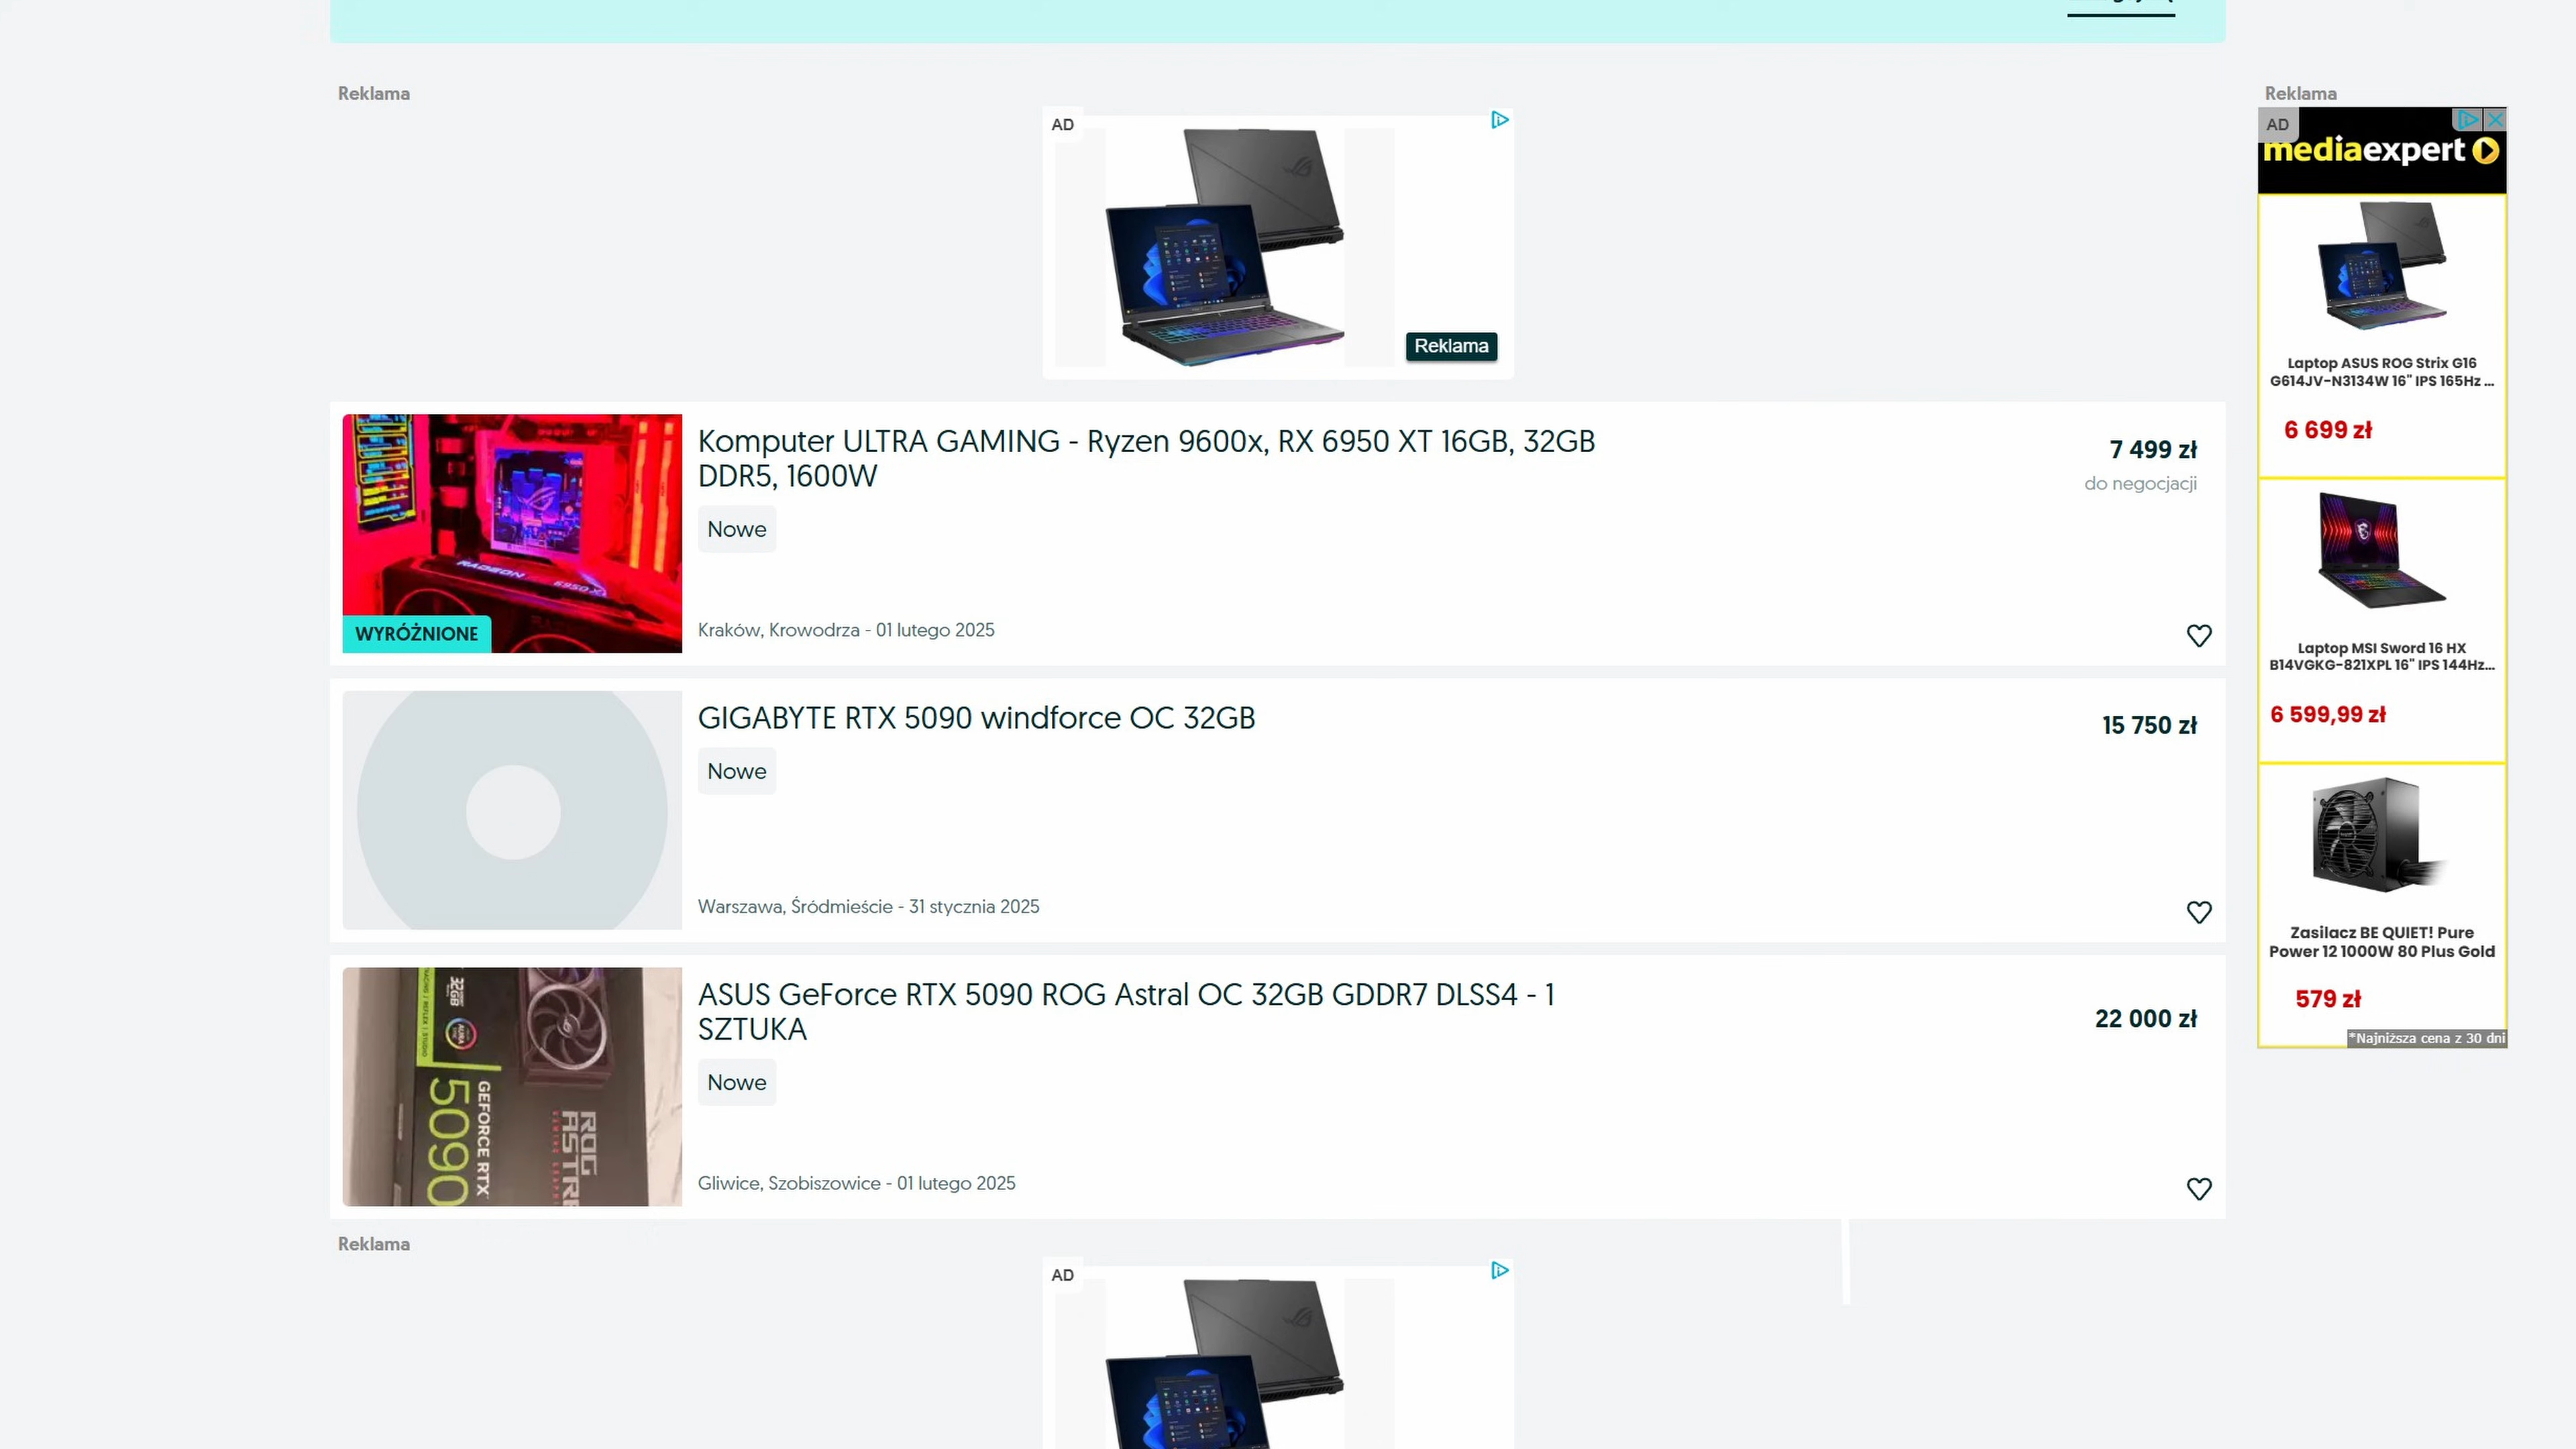 Reklama
AD
Reklama
Komputer ULTRA GAMING - Ryzen 9600x, RX 6950 XT 16GB, 32GB
DDR5, 1600W
7 499 zł
do negocjacji
Nowe
RADEON
6950 X
WYRÓŻNIONE
Kraków, Krowodrza - 01 lutego 2025
GIGABYTE RTX 5090 windforce OC 32GB
15 750 zł
Nowe
Warszawa, Śródmieście - 31 stycznia 2025
ASUS GeForce RTX 5090 ROG Astral OC 32GB GDDR7 DLSS4 - 1
SZTUKA
22 000 zł
Nowe
32GB
GEFORCE RTX
5090
ROG
ASTR
Gliwice, Szobiszowice - 01 lutego 2025
Reklama
AD
Reklama
AD
mediaexpert
Laptop ASUS ROG Strix G16
G614JV-N3134W 16" IPS 165Hz ...
6 699 zł
Laptop MSI Sword 16 HX
B14VGKG-821XPL 16" IPS 144Hz...
6 599,99 zł
Zasilacz BE QUIET! Pure
Power 12 1000W 80 Plus Gold
579 zł
*Najniższa cena z 30 dni